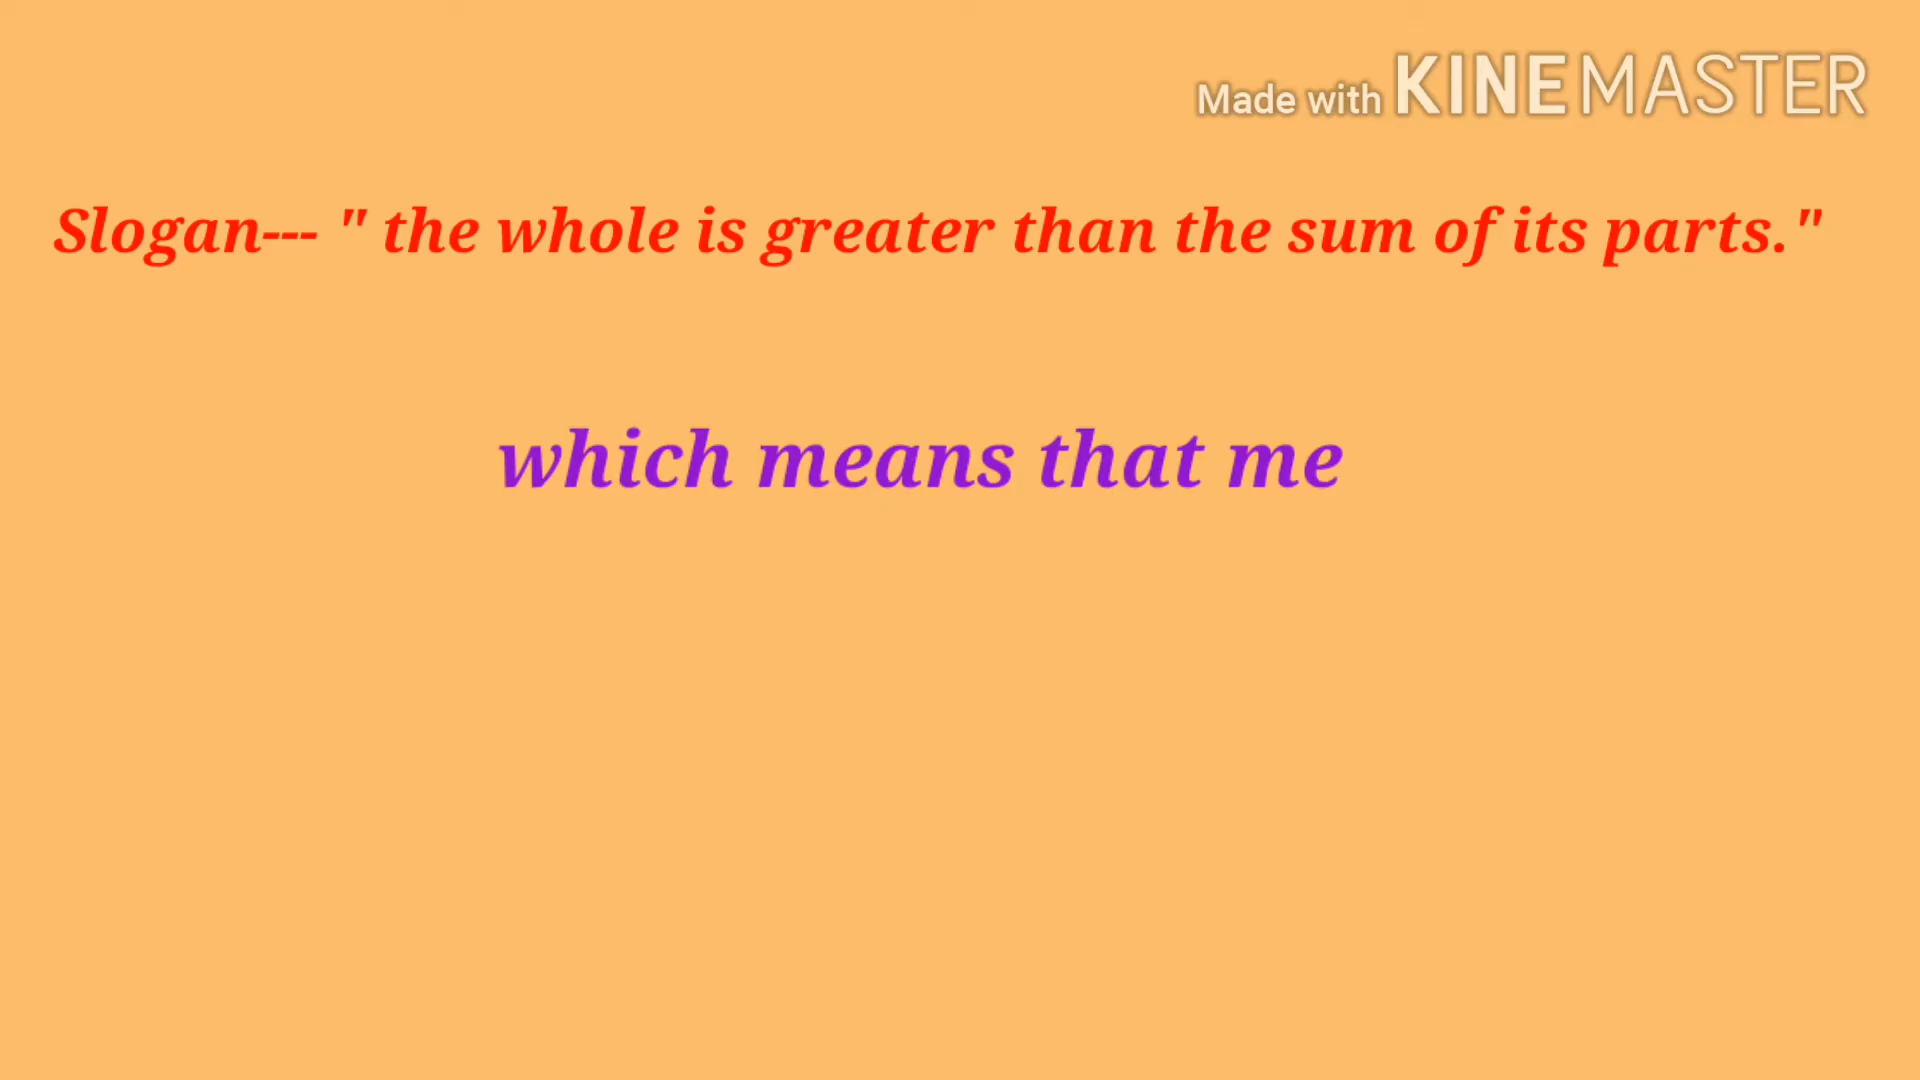 Made with KINEMASTER
Slogan--- " the whole is greater than the sum of its parts."
which means that me